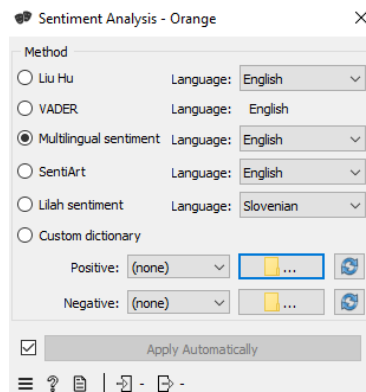 Sentiment Analysis - Orange
Method
Liu Hu Language: English
VADER Language: English
Multilingual sentiment Language: English
SentiArt Language: English
Lilah sentiment Language: Slovenian
Custom dictionary
Positive: (none) ...
Negative: (none) ...
Apply Automatically
? - -